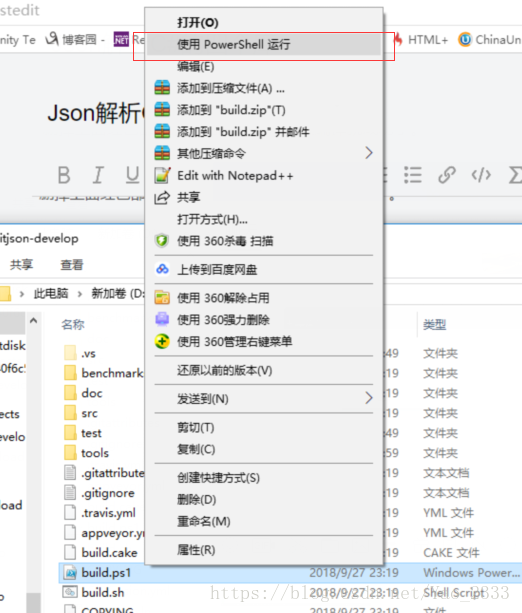 stedit
nity Te 博客园 - .NET Re HTML+ ChinaUn
Json解析
B I U
itjson-develop
共享 查看
此电脑 新加卷 (D:
名称 类型
打开(O)
使用 PowerShell 运行
编辑(E)
添加到压缩文件(A) ...
添加到 "build.zip"(T)
添加到 "build.zip" 并邮件
其他压缩命令
Edit with Notepad++
共享
打开方式(H)...
使用 360杀毒 扫描
上传到百度网盘
使用 360解除占用
使用 360强力删除
使用 360管理右键菜单
还原以前的版本(V)
发送到(N)
剪切(T)
复制(C)
创建快捷方式(S)
删除(D)
重命名(M)
属性(R)
.vs :49 文件夹
benchmark :19 文件夹
doc :19 文件夹
src :49 文件夹
test :49 文件夹
tools :59 文件夹
.gitattribute :19 文本文档
.gitignore :19 文本文档
.travis.yml :19 YML 文件
appveyor.yn :19 YML 文件
build.cake :19 CAKE 文件
build.ps1 2018/9/27 23:19 Windows Power...
build.sh 2018/9/27 23:19 Shell Script
COPYING
tdisk
ects
evelo
load